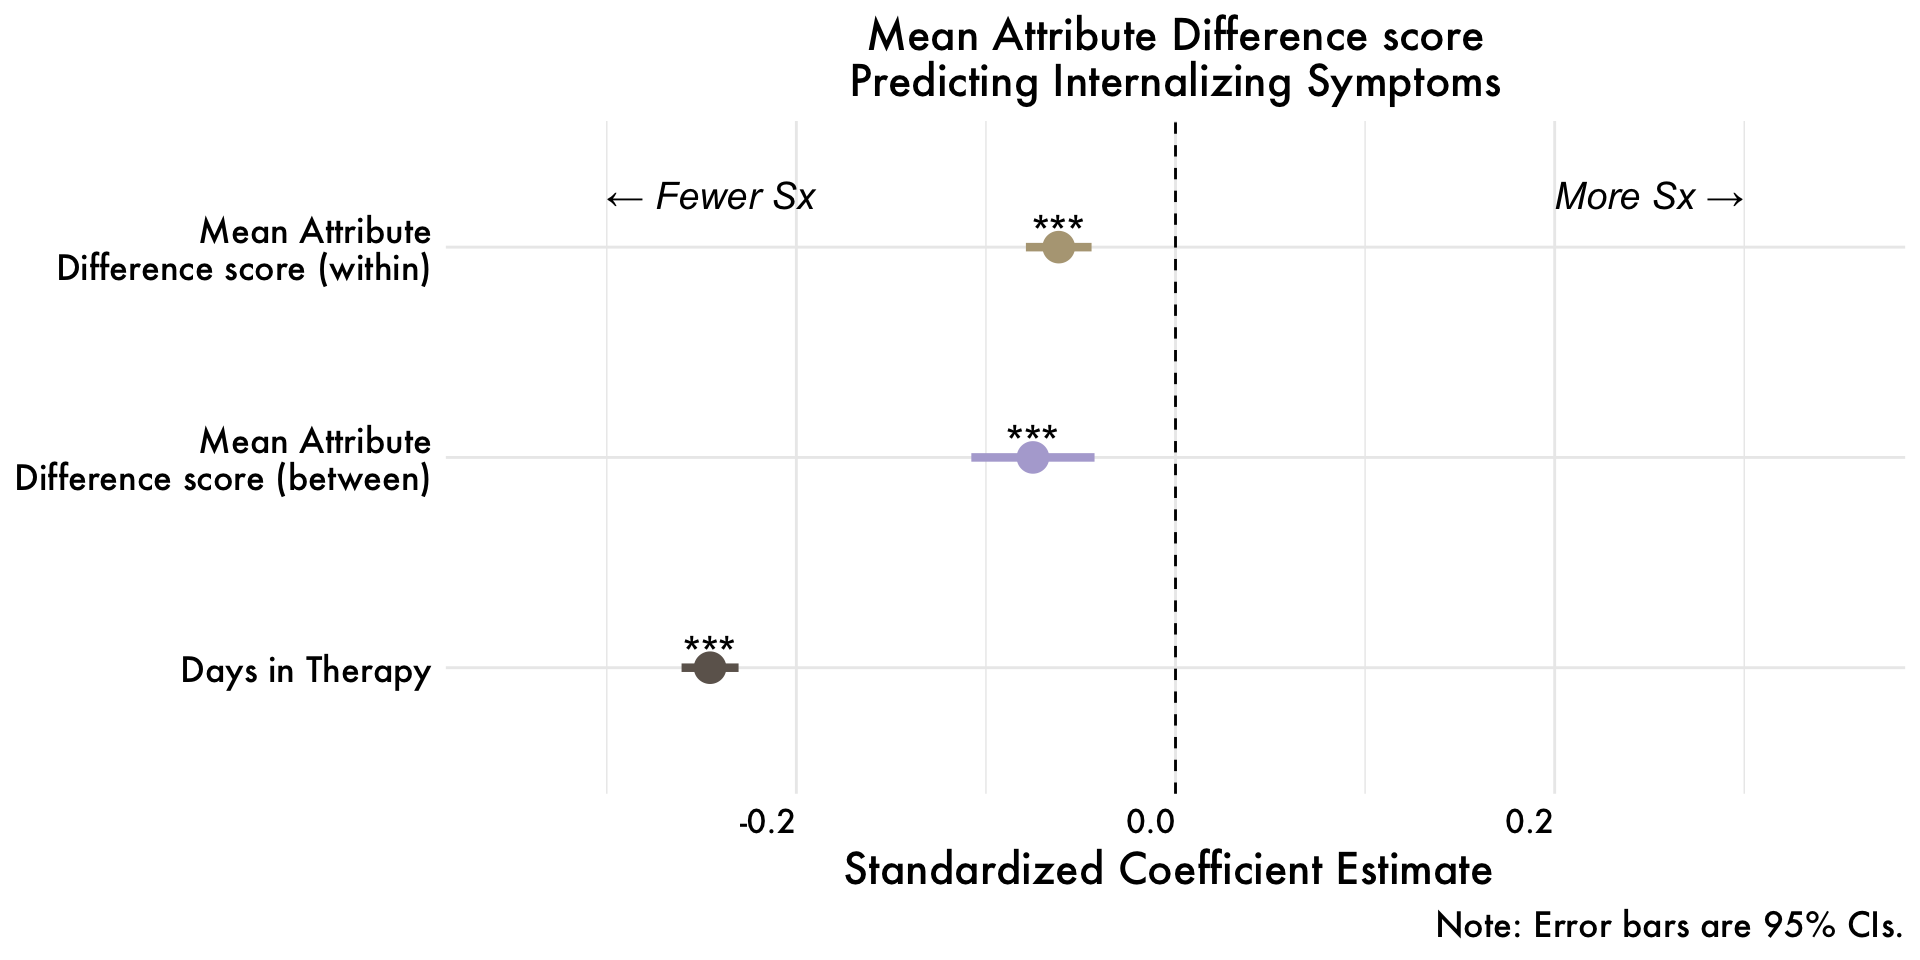 Mean Attribute Difference score
Predicting Internalizing Symptoms
← Fewer Sx
More Sx →
Mean Attribute
Difference score (within)
***
Mean Attribute
Difference score (between)
***
Days in Therapy
***
-0.2
0.0
0.2
Standardized Coefficient Estimate
Note: Error bars are 95% CIs.